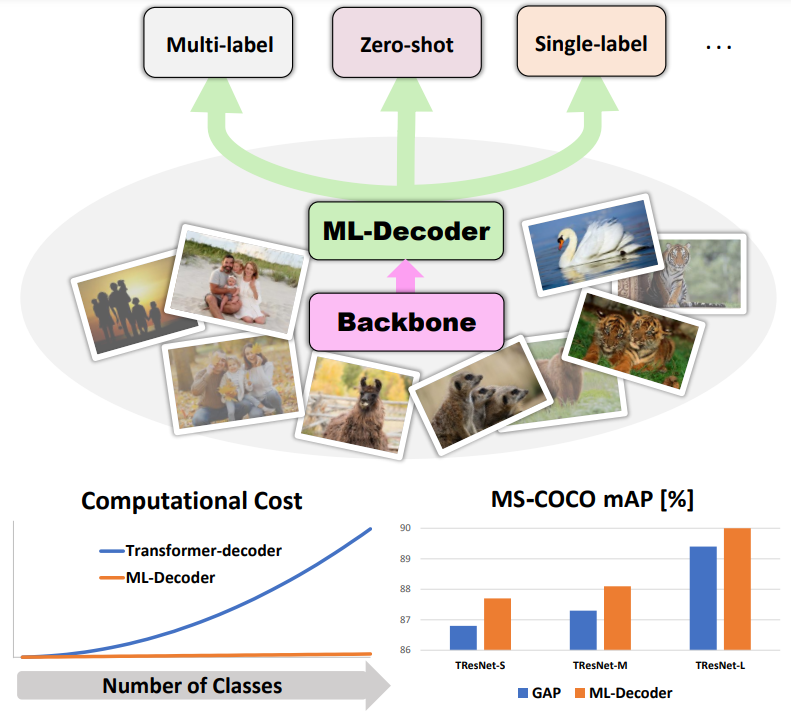 Multi-label
Zero-shot
Single-label
...
ML-Decoder
Backbone
Computational Cost
Transformer-decoder
ML-Decoder
Number of Classes
MS-COCO mAP [%]
90
89
88
87
86
TResNet-S TResNet-M TResNet-L
GAP ML-Decoder